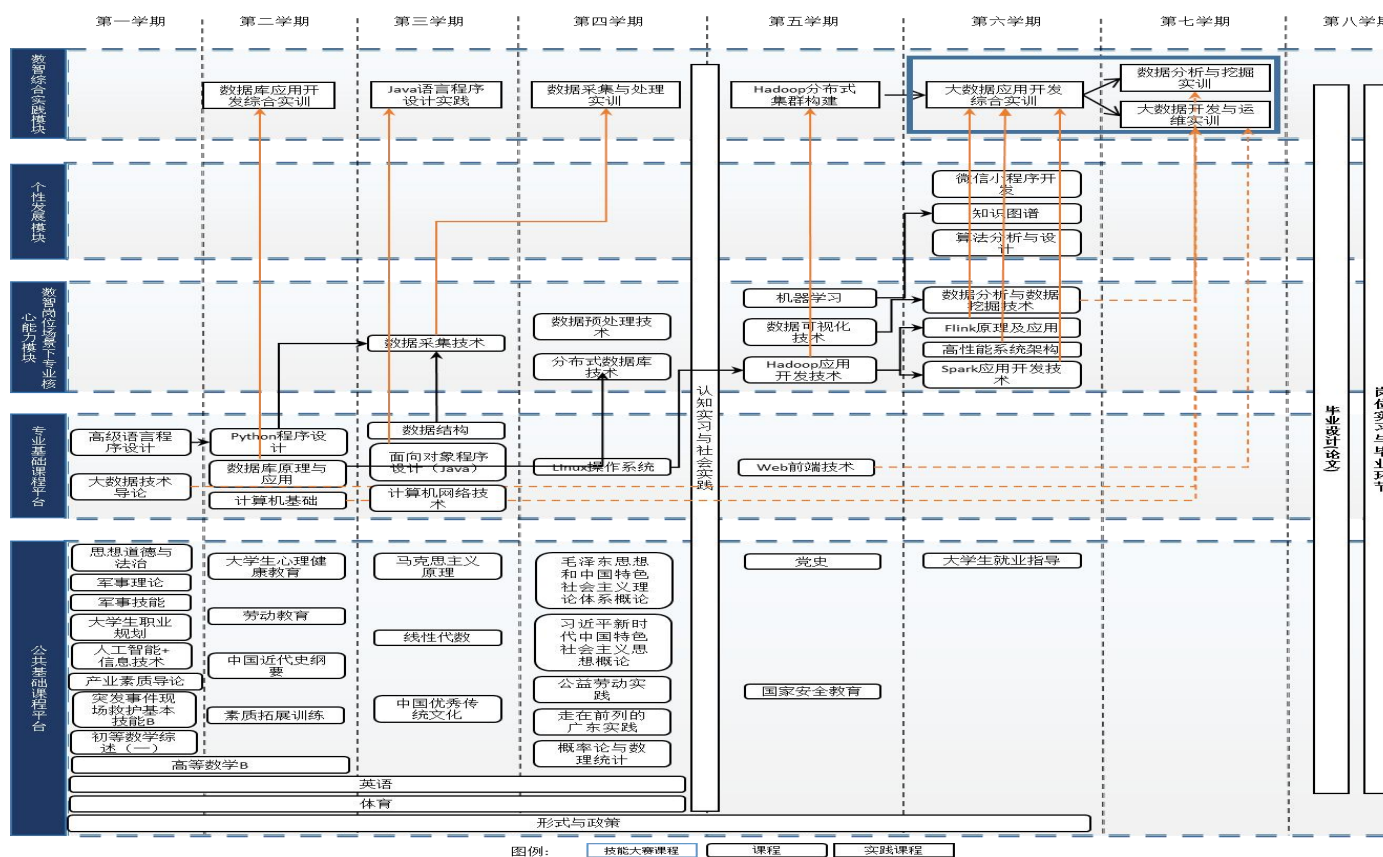 第一学期
第二学期
第三学期
第四学期
第五学期
第六学期
第七学期
第八学期
数智综合实践模块
数据库应用开
发综合实训
Java语言程序
设计实践
数据采集与处理
实训
Hadoop分布式
集群构建
大数据应用开发
综合实训
数据分析与挖掘
实训
大数据开发与运
维实训
个性发展模块
微信小程序开
发
知识图谱
算法分析与设
计
数智岗位场景下专业核
心能力模块
数据采集技术
数据预处理技
术
分布式数据库
技术
机器学习
数据可视化
技术
Hadoop应用
开发技术
数据分析与数据
挖掘技术
Flink原理及应用
高性能系统架构
Spark应用开发技
术
专业基础课程平台
高级语言程
序设计
大数据技术
导论
Python程序设
计
数据库原理与
应用
计算机基础
数据结构
面向对象程序
设计（Java）
计算机网络技
术
Linux操作系统
Web前端技术
认知实习与社会实践
毕业设计论文）
岗位实习与毕业环节
公共基础课程平台
思想道德与
法治
军事理论
军事技能
大学生职业
规划
人工智能+
信息技术
产业素质导论
突发事件现
场救护基本
技能B
初等数学综
述（一）
大学生心理健
康教育
劳动教育
中国近代史纲
要
素质拓展训练
马克思主义
原理
线性代数
中国优秀传
统文化
毛泽东思想
和中国特色
社会主义理
论体系概论
习近平新时
代中国特色
社会主义思
想概论
公益劳动实
践
走在前列的
广东实践
概率论与数
理统计
党史
国家安全教育
大学生就业指导
高等数学B
英语
体育
形式与政策
图例：
技能大赛课程
课程
实践课程